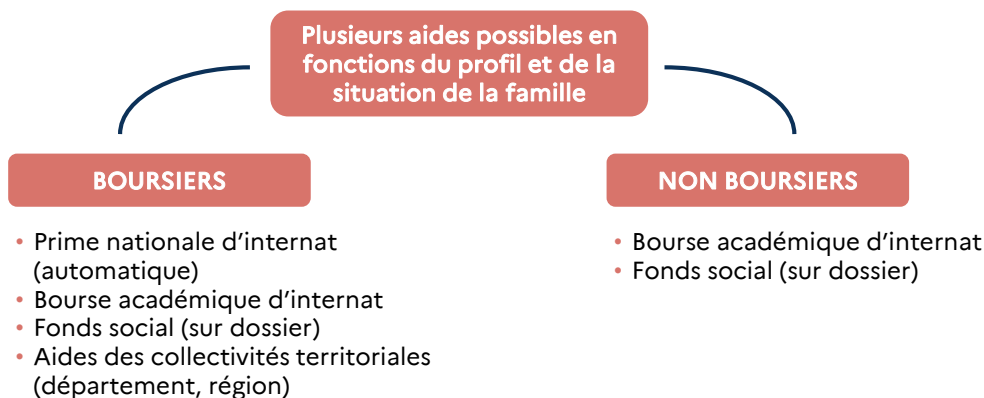 Plusieurs aides possibles en
fonctions du profil et de la
situation de la famille
BOURSIERS
• Prime nationale d'internat
(automatique)
• Bourse académique d'internat
• Fonds social (sur dossier)
• Aides des collectivités territoriales
(département, région)
NON BOURSIERS
• Bourse académique d'internat
• Fonds social (sur dossier)